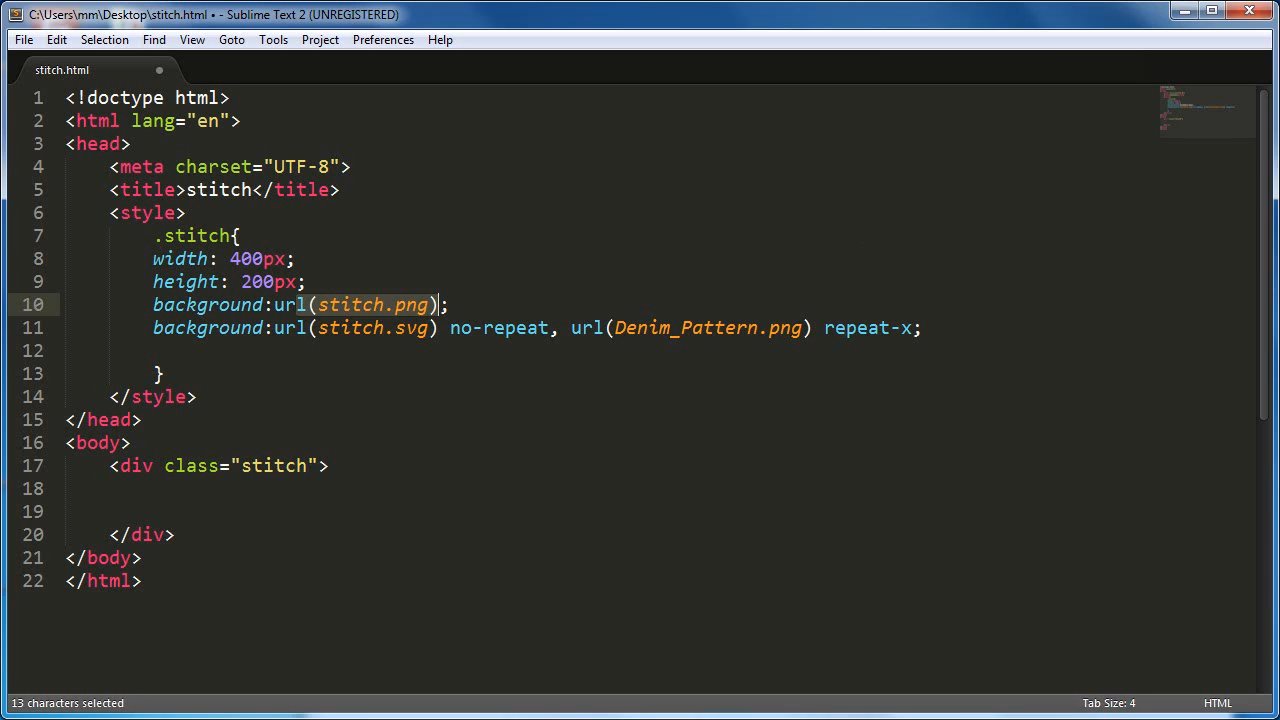 C:\Users\mm\Desktop\stitch.html • - Sublime Text 2 (UNREGISTERED)
File Edit Selection Find View Goto Tools Project Preferences Help
stitch.html
1 <!doctype html>
2 <html lang="en">
3 <head>
4 <meta charset="UTF-8">
5 <title>stitch</title>
6 <style>
7 .stitch{
8 width: 400px;
9 height: 200px;
10 background:url(stitch.png);
11 background:url(stitch.svg) no-repeat, url(Denim_Pattern.png) repeat-x;
12
13 }
14 </style>
15 </head>
16 <body>
17 <div class="stitch">
18
19
20 </div>
21 </body>
22 </html>
13 characters selected Tab Size: 4 HTML